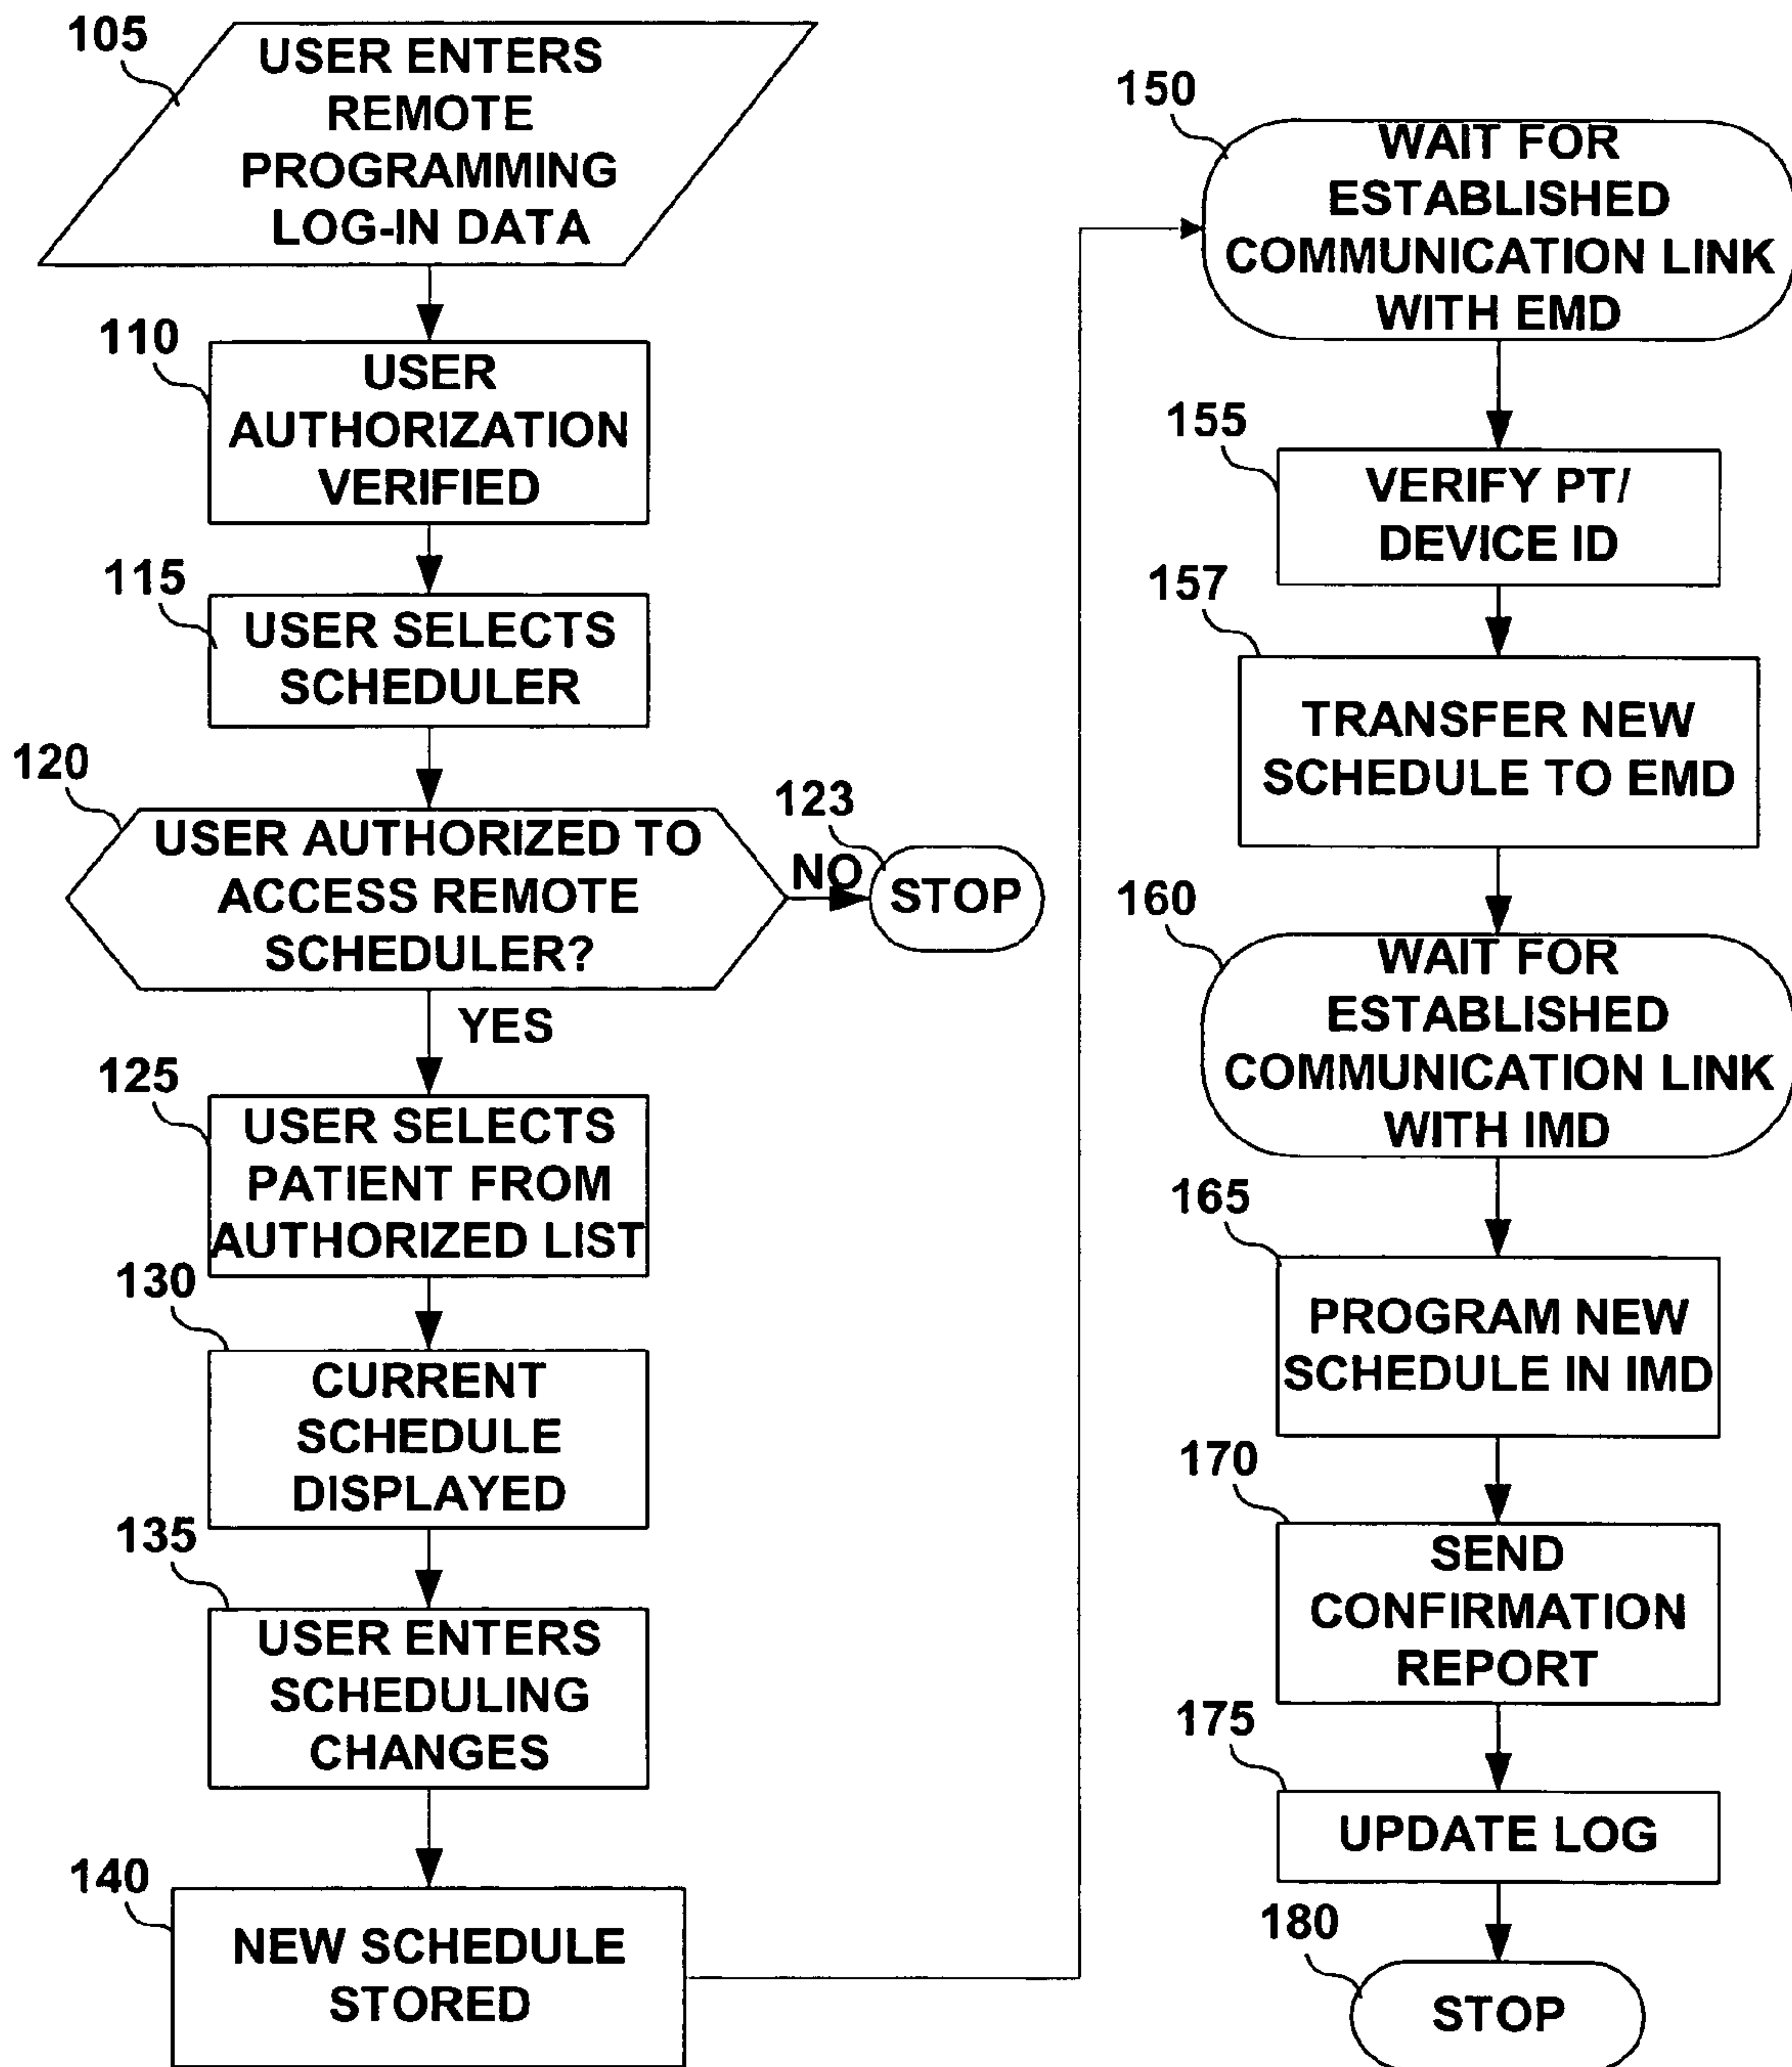 105
USER ENTERS
REMOTE
PROGRAMMING
LOG-IN DATA
110
USER
AUTHORIZATION
VERIFIED
115
USER SELECTS
SCHEDULER
120
USER AUTHORIZED TO
ACCESS REMOTE
SCHEDULER?
NO
123
STOP
YES
125
USER SELECTS
PATIENT FROM
AUTHORIZED LIST
130
CURRENT
SCHEDULE
DISPLAYED
135
USER ENTERS
SCHEDULING
CHANGES
140
NEW SCHEDULE
STORED
150
WAIT FOR
ESTABLISHED
COMMUNICATION LINK
WITH EMD
155
VERIFY PT/
DEVICE ID
157
TRANSFER NEW
SCHEDULE TO EMD
160
WAIT FOR
ESTABLISHED
COMMUNICATION LINK
WITH IMD
165
PROGRAM NEW
SCHEDULE IN IMD
170
SEND
CONFIRMATION
REPORT
175
UPDATE LOG
180
STOP